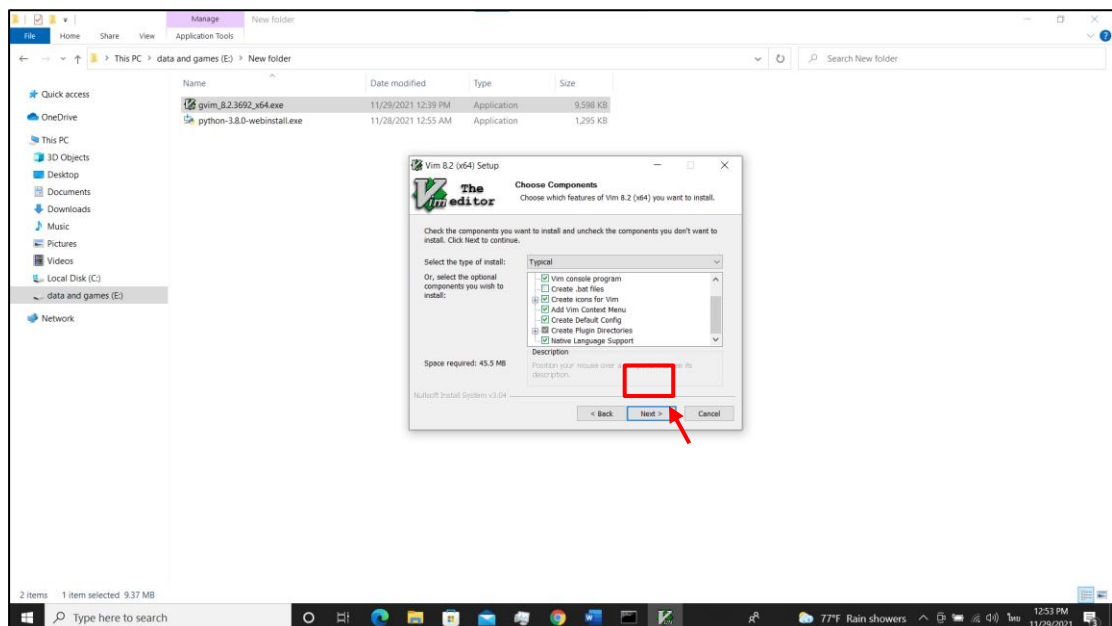 Manage
New folder
File
Home
Share
View
Application Tools
This PC > data and games (E:) > New folder
Search New folder
Name
Date modified
Type
Size
gvim_8.2.3692_x64.exe
11/29/2021 12:39 PM
Application
9,598 KB
python-3.8.0-webinstall.exe
11/28/2021 12:55 AM
Application
1,295 KB
Quick access
OneDrive
This PC
3D Objects
Desktop
Documents
Downloads
Music
Pictures
Videos
Local Disk (C:)
data and games (E:)
Network
Vim 8.2 (x64) Setup
The
editor
Vim
Choose Components
Choose which features of Vim 8.2 (x64) you want to install.
Check the components you want to install and uncheck the components you don't want to
install. Click Next to continue.
Select the type of install:
Typical
Or, select the optional
components you wish to
install:
Vim console program
Create .bat files
Create icons for Vim
Add Vim Context Menu
Create Default Config
Create Plugin Directories
Native Language Support
Space required: 45.5 MB
Description
Position your mouse over a
description.
Nullsoft Install System v3.04
< Back
Next >
Cancel
2 items
1 item selected 9.37 MB
Type here to search
77°F Rain showers
ไทย
12:53 PM
11/29/2021